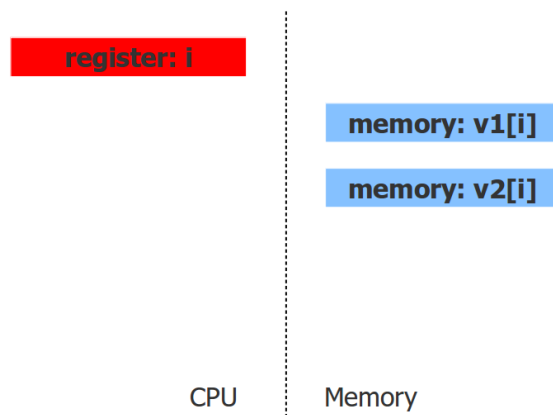 register: i
memory: v1[i]
memory: v2[i]
CPU
Memory